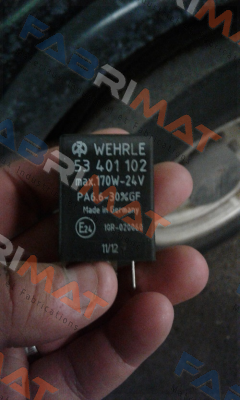 WEHRLE
53 401 102
max.170W-24V
PA6.6-30%GF
Made in Germany
E24 10R-020060
11/12
FABRIMAT
Fabrications